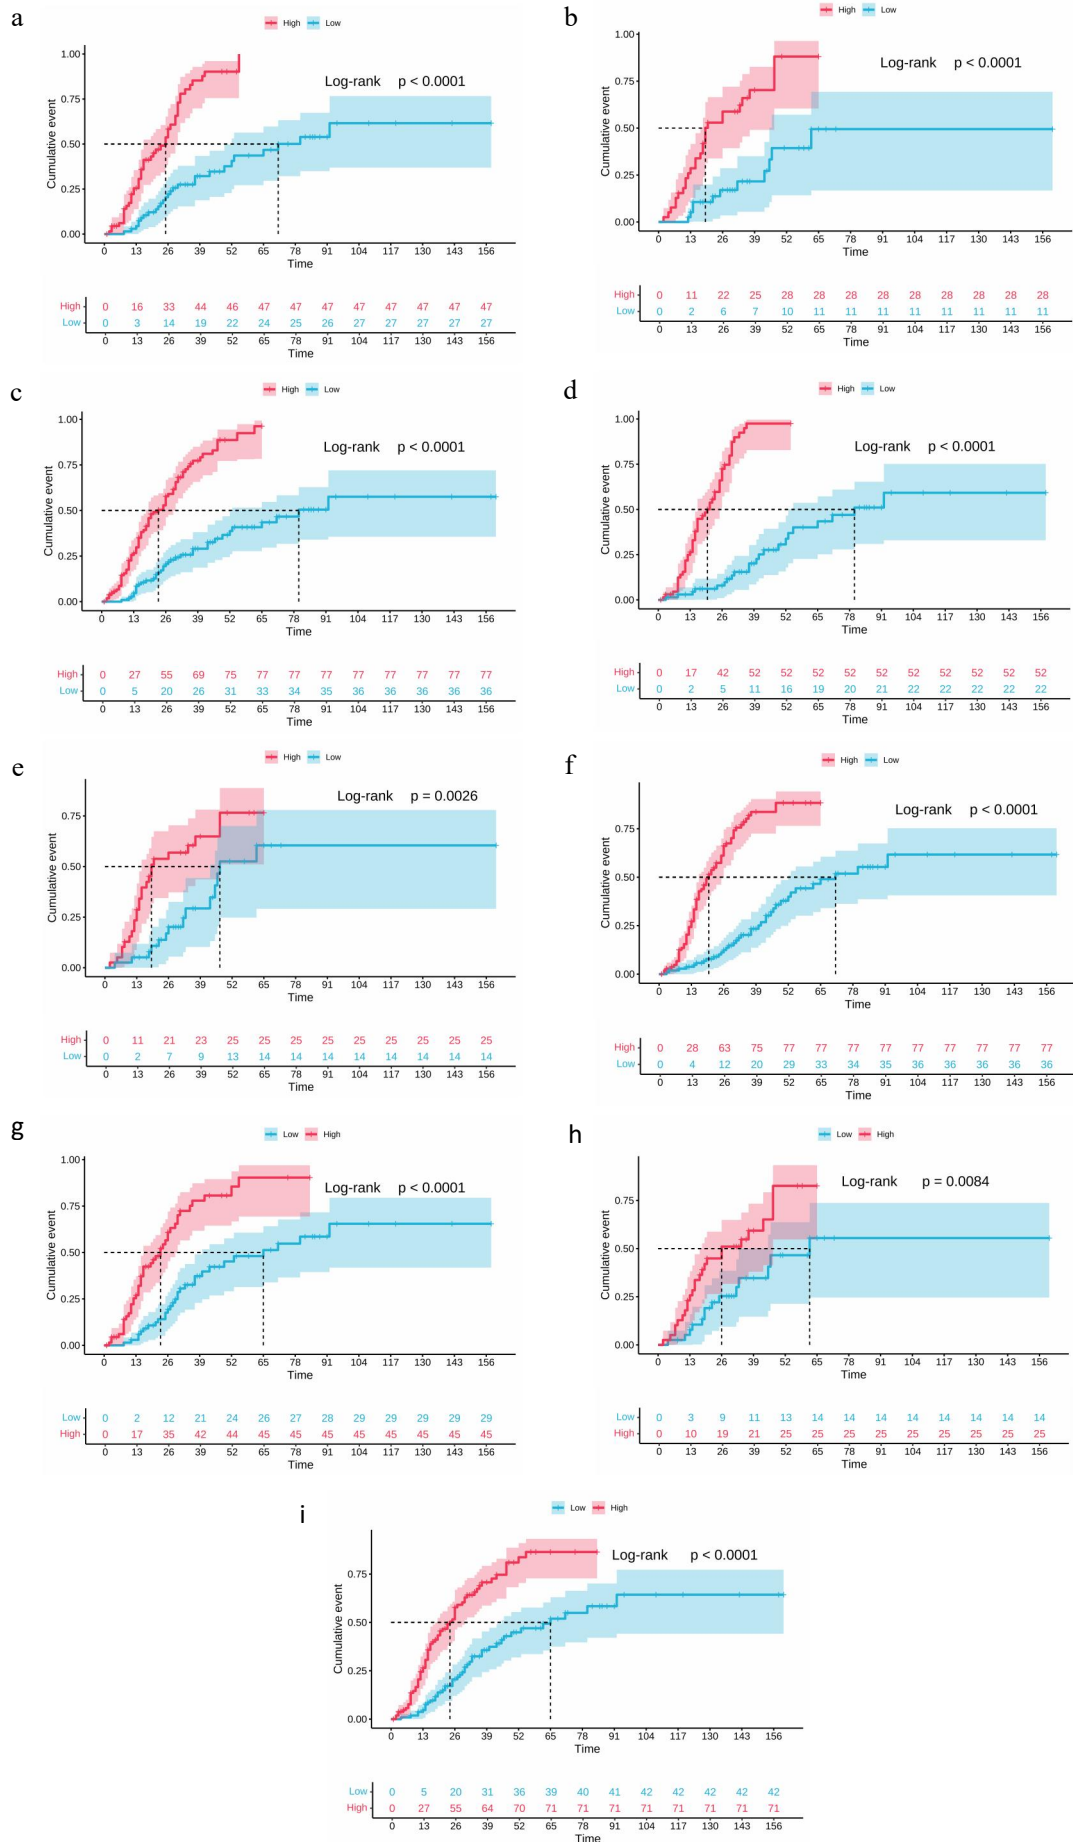 a
High Low
1.00
0.75
0.50
0.25
0.00
Cumulative event
Log-rank p < 0.0001
0 13 26 39 52 65 78 91 104 117 130 143 156
Time
High 0 16 33 44 46 47 47 47 47 47 47 47 47
Low 0 3 14 19 22 24 25 26 27 27 27 27 27
0 13 26 39 52 65 78 91 104 117 130 143 156
Time
b
High Low
1.00
0.75
0.50
0.25
0.00
Cumulative event
Log-rank p < 0.0001
0 13 26 39 52 65 78 91 104 117 130 143 156
Time
High 0 11 22 25 28 28 28 28 28 28 28 28 28
Low 0 2 6 7 10 11 11 11 11 11 11 11 11
0 13 26 39 52 65 78 91 104 117 130 143 156
Time
c
High Low
1.00
0.75
0.50
0.25
0.00
Cumulative event
Log-rank p < 0.0001
0 13 26 39 52 65 78 91 104 117 130 143 156
Time
High 0 27 55 69 75 77 77 77 77 77 77 77 77
Low 0 5 20 26 31 33 34 35 36 36 36 36 36
0 13 26 39 52 65 78 91 104 117 130 143 156
Time
d
High Low
1.00
0.75
0.50
0.25
0.00
Cumulative event
Log-rank p < 0.0001
0 13 26 39 52 65 78 91 104 117 130 143 156
Time
High 0 17 42 52 52 52 52 52 52 52 52 52 52
Low 0 2 5 11 16 19 20 21 22 22 22 22 22
0 13 26 39 52 65 78 91 104 117 130 143 156
Time
e
High Low
0.75
0.50
0.25
0.00
Cumulative event
Log-rank p = 0.0026
0 13 26 39 52 65 78 91 104 117 130 143 156
Time
High 0 11 21 23 25 25 25 25 25 25 25 25 25
Low 0 2 7 9 13 14 14 14 14 14 14 14 14
0 13 26 39 52 65 78 91 104 117 130 143 156
Time
f
High Low
0.75
0.50
0.25
0.00
Cumulative event
Log-rank p < 0.0001
0 13 26 39 52 65 78 91 104 117 130 143 156
Time
High 0 28 63 75 77 77 77 77 77 77 77 77 77
Low 0 4 12 20 29 33 34 35 36 36 36 36 36
0 13 26 39 52 65 78 91 104 117 130 143 156
Time
g
Low High
1.00
0.75
0.50
0.25
0.00
Cumulative event
Log-rank p < 0.0001
0 13 26 39 52 65 78 91 104 117 130 143 156
Time
Low 0 2 12 21 24 26 27 28 29 29 29 29 29
High 0 17 35 42 44 45 45 45 45 45 45 45 45
0 13 26 39 52 65 78 91 104 117 130 143 156
Time
h
Low High
0.75
0.50
0.25
0.00
Cumulative event
Log-rank p = 0.0084
0 13 26 39 52 65 78 91 104 117 130 143 156
Time
Low 0 3 9 11 13 14 14 14 14 14 14 14 14
High 0 10 19 21 25 25 25 25 25 25 25 25 25
0 13 26 39 52 65 78 91 104 117 130 143 156
Time
i
Low High
0.75
0.50
0.25
0.00
Cumulative event
Log-rank p < 0.0001
0 13 26 39 52 65 78 91 104 117 130 143 156
Time
Low 0 5 20 31 36 39 40 41 42 42 42 42 42
High 0 27 55 64 70 71 71 71 71 71 71 71 71
0 13 26 39 52 65 78 91 104 117 130 143 156
Time